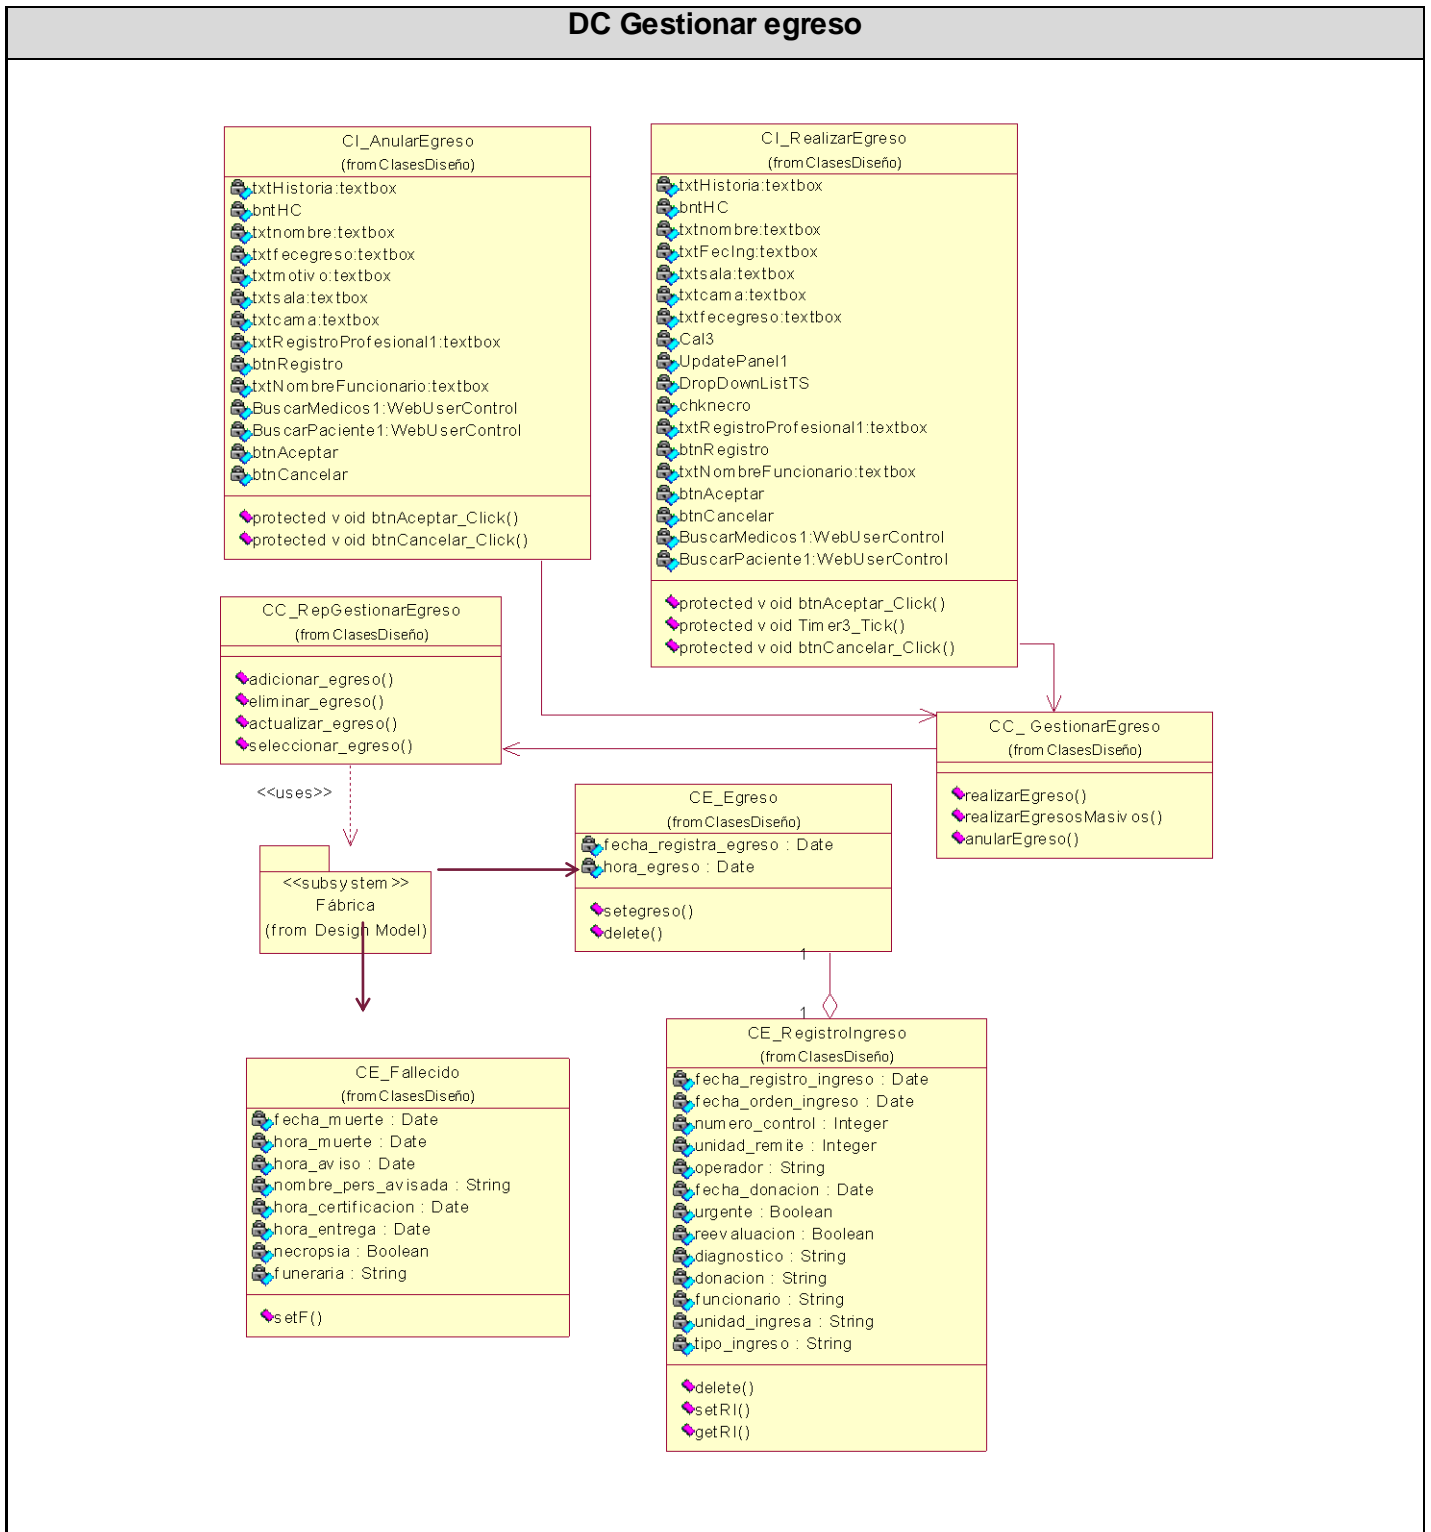 DC Gestionar egreso
CI_AnularEgreso
(from ClasesDiseño)
txtHistoria:textbox
bntHC
txtnombre:textbox
txtfecegreso:textbox
txtmotivo:textbox
txtsala:textbox
txtcama:textbox
txtRegistroProfesional1:textbox
btnRegistro
txtNombreFuncionario:textbox
BuscarMedicos1:WebUserControl
BuscarPaciente1:WebUserControl
btnAceptar
btnCancelar
protected void btnAceptar_Click()
protected void btnCancelar_Click()
CI_RealizarEgreso
(from ClasesDiseño)
txtHistoria:textbox
bntHC
txtnombre:textbox
txtFecIng:textbox
txtsala:textbox
txtcama:textbox
txtfecegreso:textbox
Cal3
UpdatePanel1
DropDownListTS
chknecro
txtRegistroProfesional1:textbox
btnRegistro
txtNombreFuncionario:textbox
btnAceptar
btnCancelar
BuscarMedicos1:WebUserControl
BuscarPaciente1:WebUserControl
protected void btnAceptar_Click()
protected void Timer3_Tick()
protected void btnCancelar_Click()
CC_RepGestionarEgreso
(from ClasesDiseño)
adicionar_egreso()
eliminar_egreso()
actualizar_egreso()
seleccionar_egreso()
CC_ GestionarEgreso
(from ClasesDiseño)
realizarEgreso()
realizarEgresosMasivos()
anularEgreso()
<<uses>>
CE_Egreso
(from ClasesDiseño)
fecha_registra_egreso : Date
hora_egreso : Date
setegreso()
delete()
<<subsystem>>
Fábrica
(from Design Model)
1
1
CE_RegistroIngreso
(from ClasesDiseño)
fecha_registro_ingreso : Date
fecha_orden_ingreso : Date
numero_control : Integer
unidad_remite : Integer
operador : String
fecha_donacion : Date
urgente : Boolean
reevaluacion : Boolean
diagnostico : String
donacion : String
funcionario : String
unidad_ingresa : String
tipo_ingreso : String
delete()
setRI()
getRI()
CE_Fallecido
(from ClasesDiseño)
fecha_muerte : Date
hora_muerte : Date
hora_aviso : Date
nombre_pers_avisada : String
hora_certificacion : Date
hora_entrega : Date
necropsia : Boolean
funeraria : String
setF()